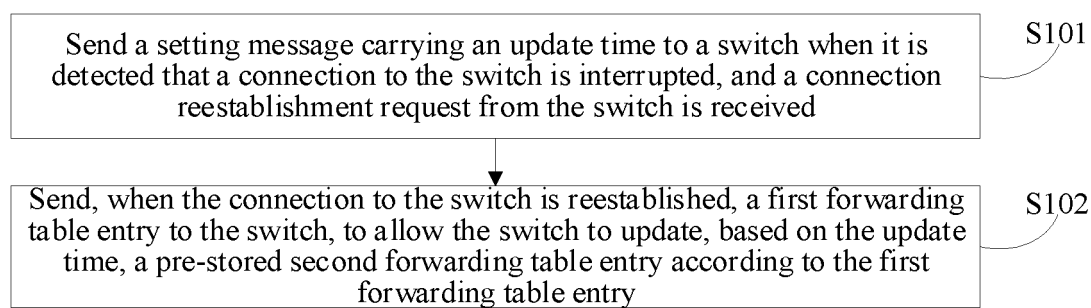 Send a setting message carrying an update time to a switch when it is
detected that a connection to the switch is interrupted, and a connection
reestablishment request from the switch is received
S101
Send, when the connection to the switch is reestablished, a first forwarding
table entry to the switch, to allow the switch to update, based on the update
time, a pre-stored second forwarding table entry according to the first
forwarding table entry
S102